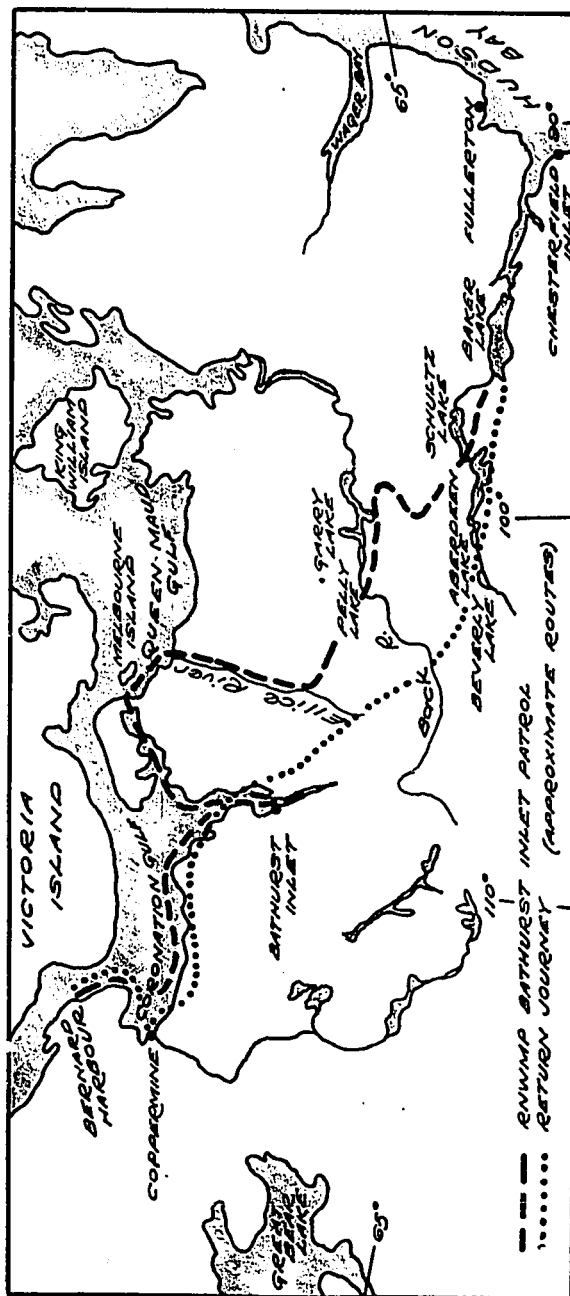 VICTORIA
ISLAND
BERNARD
HARBOUR
COPPERMINE
CORONATION GULF
MELBOURNE
ISLAND
QUEEN MAUD
GULF
KING
WILLIAM
ISLAND
GREAT
BEAR
LAKE
65°
BATHURST
INLET
Ellice River
PELLY
LAKE
GARRY
LAKE
Back R.
BEVERLY
LAKE
ABERDEEN
LAKE
SCHULTZ
LAKE
BAKER
LAKE
WAGER BAY
65°
HUDSON
BAY
FULLERTON
CHESTERFIELD
INLET
90°
100°
110°
RNWMP BATHURST INLET PATROL
RETURN JOURNEY (APPROXIMATE ROUTES)